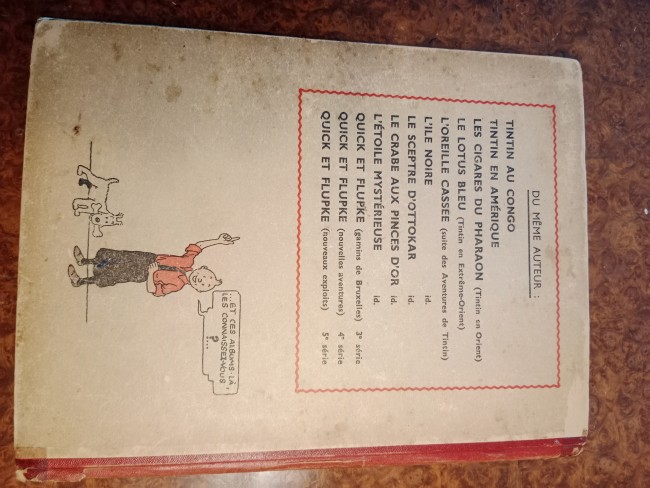 DU MÊME AUTEUR :
TINTIN AU CONGO
TINTIN EN AMÉRIQUE
LES CIGARES DU PHARAON (Tintin en Orient)
LE LOTUS BLEU (Tintin en Extrême-Orient)
L'OREILLE CASSÉE (suite des Aventures de Tintin)
L'ILE NOIRE id.
LE SCEPTRE D'OTTOKAR id.
LE CRABE AUX PINCES D'OR id.
L'ÉTOILE MYSTÉRIEUSE id.
QUICK ET FLUPKE (gamins de Bruxelles) 3e série
QUICK ET FLUPKE (nouvelles aventures) 4e série
QUICK ET FLUPKE (nouveaux exploits) 5e série
...ET CES ALBUMS-LÀ,
LES CONNAISSEZ-VOUS
?...